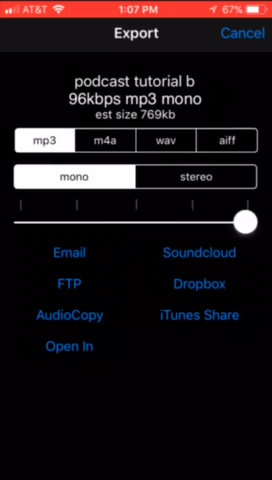 AT&T 1:07 PM 67%
Export Cancel
podcast tutorial b
96kbps mp3 mono
est size 769kb
mp3 m4a wav aiff
mono stereo
Email Soundcloud
FTP Dropbox
AudioCopy iTunes Share
Open In